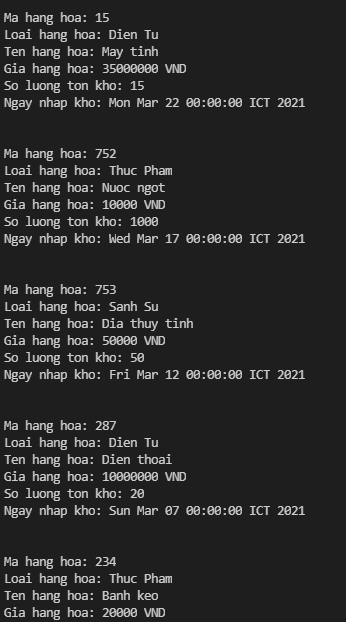 Ma hang hoa: 15
Loai hang hoa: Dien Tu
Ten hang hoa: May tinh
Gia hang hoa: 35000000 VND
So luong ton kho: 15
Ngay nhap kho: Mon Mar 22 00:00:00 ICT 2021
Ma hang hoa: 752
Loai hang hoa: Thuc Pham
Ten hang hoa: Nuoc ngot
Gia hang hoa: 10000 VND
So luong ton kho: 1000
Ngay nhap kho: Wed Mar 17 00:00:00 ICT 2021
Ma hang hoa: 753
Loai hang hoa: Sanh Su
Ten hang hoa: Dia thuy tinh
Gia hang hoa: 50000 VND
So luong ton kho: 50
Ngay nhap kho: Fri Mar 12 00:00:00 ICT 2021
Ma hang hoa: 287
Loai hang hoa: Dien Tu
Ten hang hoa: Dien thoai
Gia hang hoa: 10000000 VND
So luong ton kho: 20
Ngay nhap kho: Sun Mar 07 00:00:00 ICT 2021
Ma hang hoa: 234
Loai hang hoa: Thuc Pham
Ten hang hoa: Banh keo
Gia hang hoa: 20000 VND